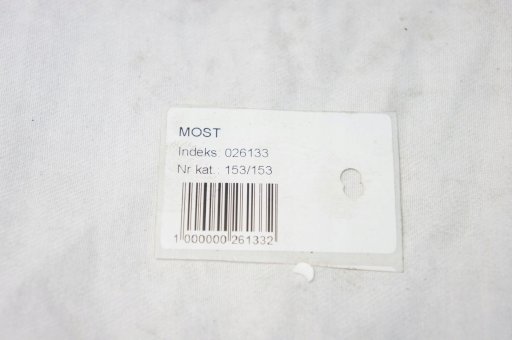 MOST
Indeks: 026133
Nr kat.: 153/153
1 000000 261332